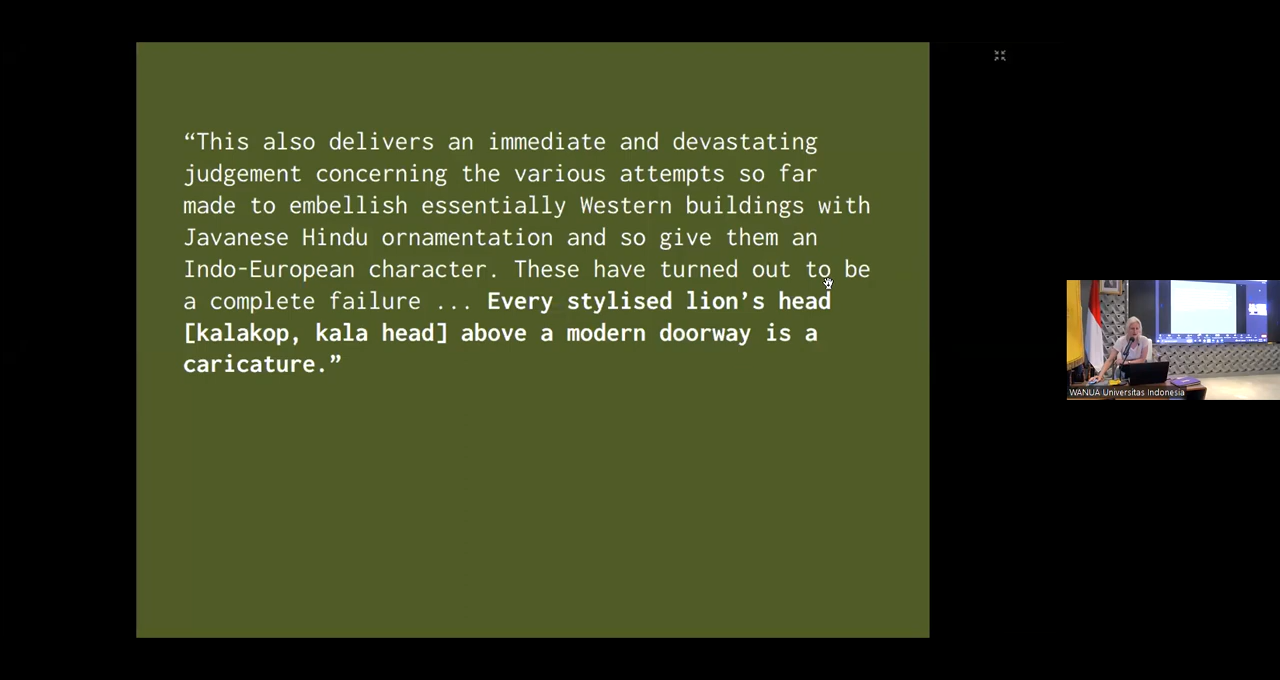 “This also delivers an immediate and devastating
judgement concerning the various attempts so far
made to embellish essentially Western buildings with
Javanese Hindu ornamentation and so give them an
Indo-European character. These have turned out to be
a complete failure ... Every stylised lion’s head
[kalakop, kala head] above a modern doorway is a
caricature.”
WANUA Universitas Indonesia